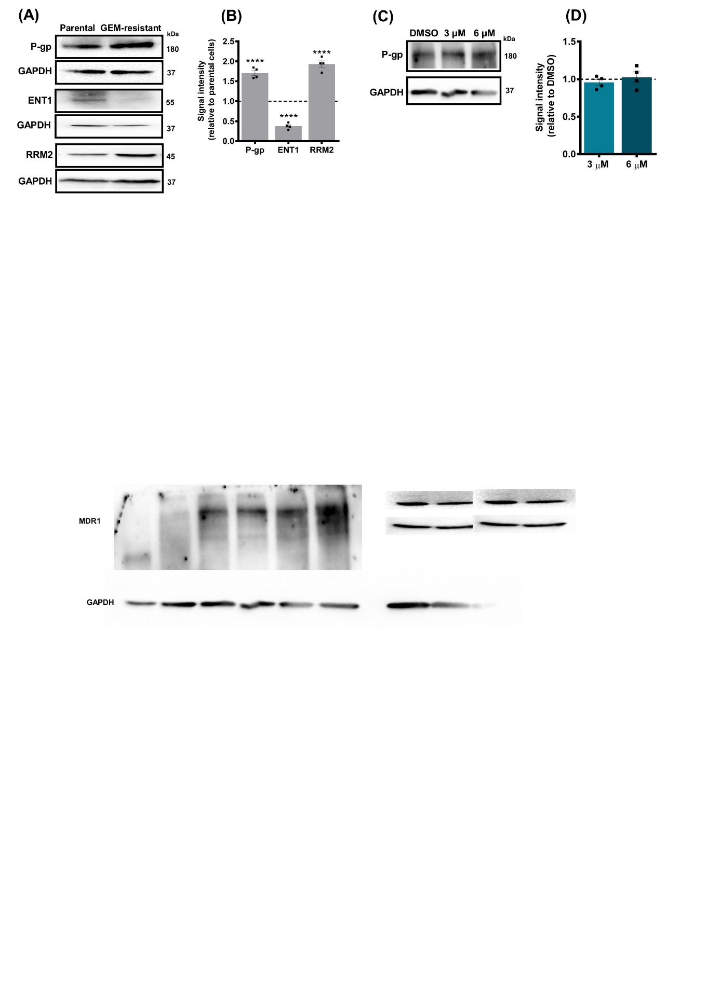 (A)
Parental GEM-resistant
kDa
P-gp
180
GAPDH
37
ENT1
55
GAPDH
37
RRM2
45
GAPDH
37
(B)
Signal intensity
(relative to parental cells)
2.5
2.0
1.5
1.0
0.5
0.0
****
****
****
P-gp ENT1 RRM2
(C)
DMSO 3 µM 6 µM
kDa
P-gp
180
GAPDH
37
(D)
Signal intensity
(relative to DMSO)
1.5
1.0
0.5
0.0
3 µM 6 µM
MDR1
GAPDH